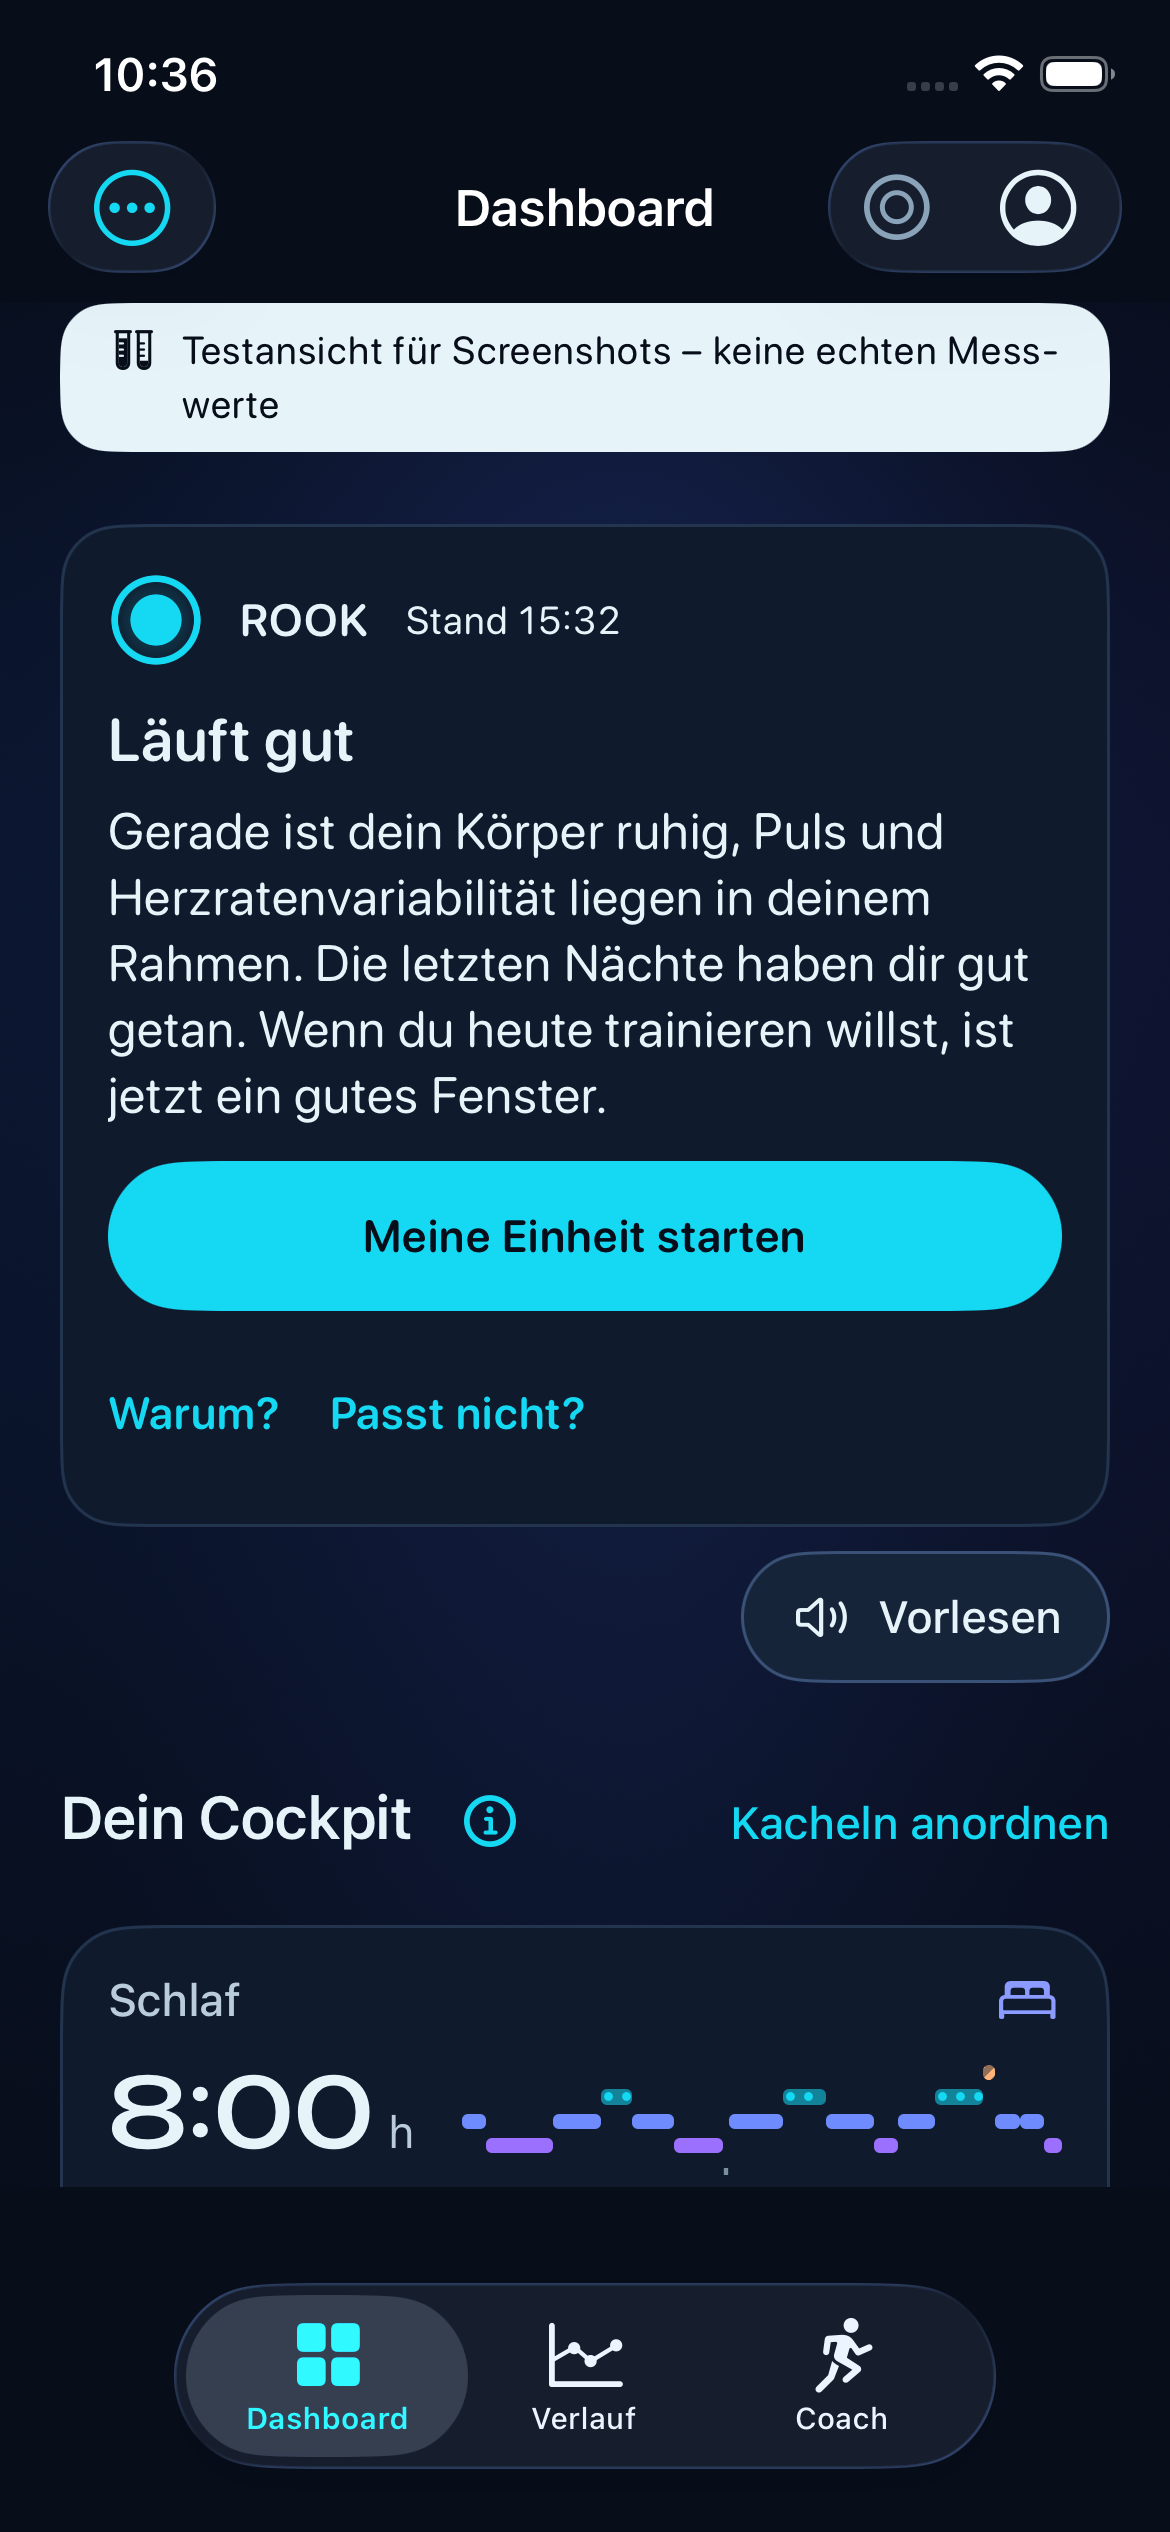 10:36
Dashboard
Testansicht für Screenshots – keine echten Mess-
werte
ROOK Stand 15:32
Läuft gut
Gerade ist dein Körper ruhig, Puls und
Herzratenvariabilität liegen in deinem
Rahmen. Die letzten Nächte haben dir gut
getan. Wenn du heute trainieren willst, ist
jetzt ein gutes Fenster.
Meine Einheit starten
Warum? Passt nicht?
Vorlesen
Dein Cockpit Kacheln anordnen
Schlaf
8:00 h
Dashboard Verlauf Coach